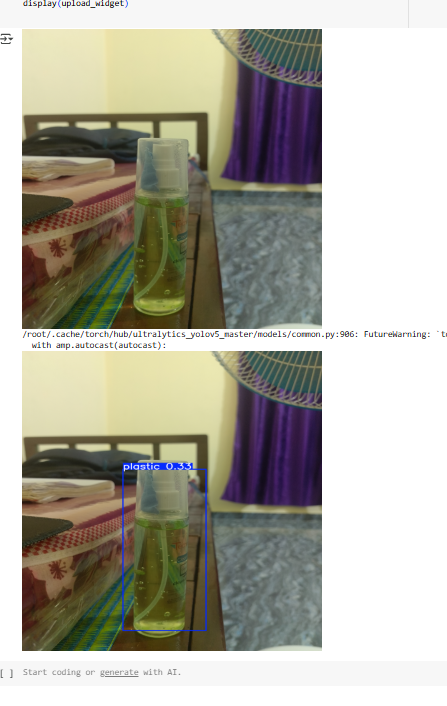 display(upload_widget)
/root/.cache/torch/hub/ultralytics_yolov5_master/models/common.py:906: FutureWarning: `t
with amp.autocast(autocast):
plastic 0.33
[ ] Start coding or generate with AI.